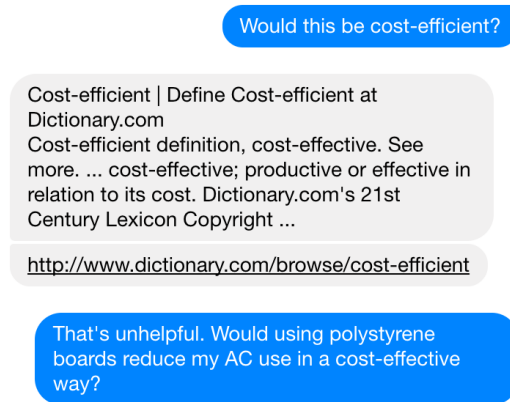 Would this be cost-efficient?
Cost-efficient | Define Cost-efficient at
Dictionary.com
Cost-efficient definition, cost-effective. See
more. ... cost-effective; productive or effective in
relation to its cost. Dictionary.com's 21st
Century Lexicon Copyright ...
http://www.dictionary.com/browse/cost-efficient
That's unhelpful. Would using polystyrene
boards reduce my AC use in a cost-effective
way?